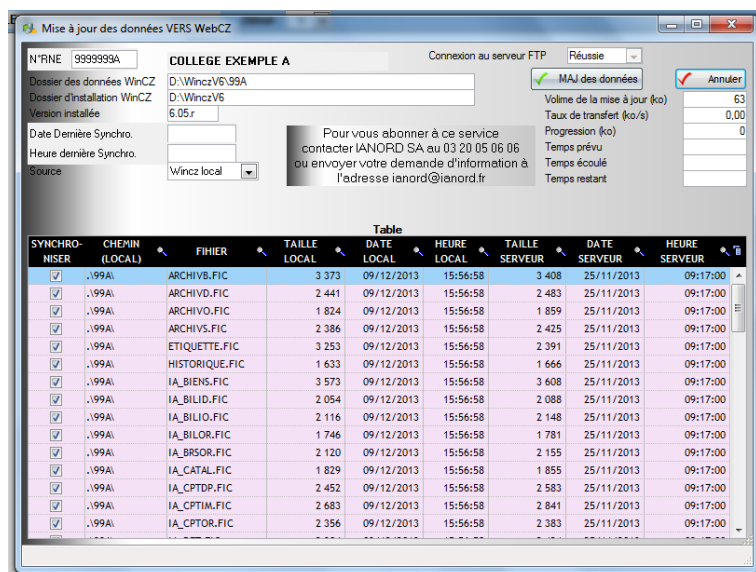 Mise à jour des données VERS WebCZ
N°RNE 9999999A COLLEGE EXEMPLE A Connexion au serveur FTP Réussie
Dossier des données WinCZ D:\WinczV6\99A MAJ des données Annuler
Dossier d'installation WinCZ D:\WinczV6 Volime de la mise à jour (ko) 63
Version installée 6.05.r Taux de transfert (ko/s) 0,00
Date Dernière Synchro. Progression (ko) 0
Heure dernière Synchro. Temps prévu
Source Wincz local Temps écoulé
Temps restant
Pour vous abonner à ce service
contacter IANORD SA au 03 20 05 06 06
ou envoyer votre demande d'information à
l'adresse ianord@ianord.fr
Table
SYNCHRO-NISER CHEMIN (LOCAL) FIHIER TAILLE LOCAL DATE LOCAL HEURE LOCAL TAILLE SERVEUR DATE SERVEUR HEURE SERVEUR
.\99A\ ARCHIVB.FIC 3 373 09/12/2013 15:56:58 3 408 25/11/2013 09:17:00
.\99A\ ARCHIVD.FIC 2 441 09/12/2013 15:56:58 2 483 25/11/2013 09:17:00
.\99A\ ARCHIVO.FIC 1 824 09/12/2013 15:56:58 1 859 25/11/2013 09:17:00
.\99A\ ARCHIVS.FIC 2 386 09/12/2013 15:56:58 2 425 25/11/2013 09:17:00
.\99A\ ETIQUETTE.FIC 3 253 09/12/2013 15:56:58 2 391 25/11/2013 09:17:00
.\99A\ HISTORIQUE.FIC 1 633 09/12/2013 15:56:58 1 666 25/11/2013 09:17:00
.\99A\ IA_BIENS.FIC 3 573 09/12/2013 15:56:58 3 608 25/11/2013 09:17:00
.\99A\ IA_BILID.FIC 2 054 09/12/2013 15:56:58 2 088 25/11/2013 09:17:00
.\99A\ IA_BILIO.FIC 2 116 09/12/2013 15:56:58 2 148 25/11/2013 09:17:00
.\99A\ IA_BILOR.FIC 1 746 09/12/2013 15:56:58 1 781 25/11/2013 09:17:00
.\99A\ IA_BRSOR.FIC 2 120 09/12/2013 15:56:58 2 155 25/11/2013 09:17:00
.\99A\ IA_CATAL.FIC 1 829 09/12/2013 15:56:58 1 855 25/11/2013 09:17:00
.\99A\ IA_CPTDP.FIC 2 452 09/12/2013 15:56:58 2 583 25/11/2013 09:17:00
.\99A\ IA_CPTIM.FIC 2 683 09/12/2013 15:56:58 2 841 25/11/2013 09:17:00
.\99A\ IA_CPTOR.FIC 2 356 09/12/2013 15:56:58 2 383 25/11/2013 09:17:00